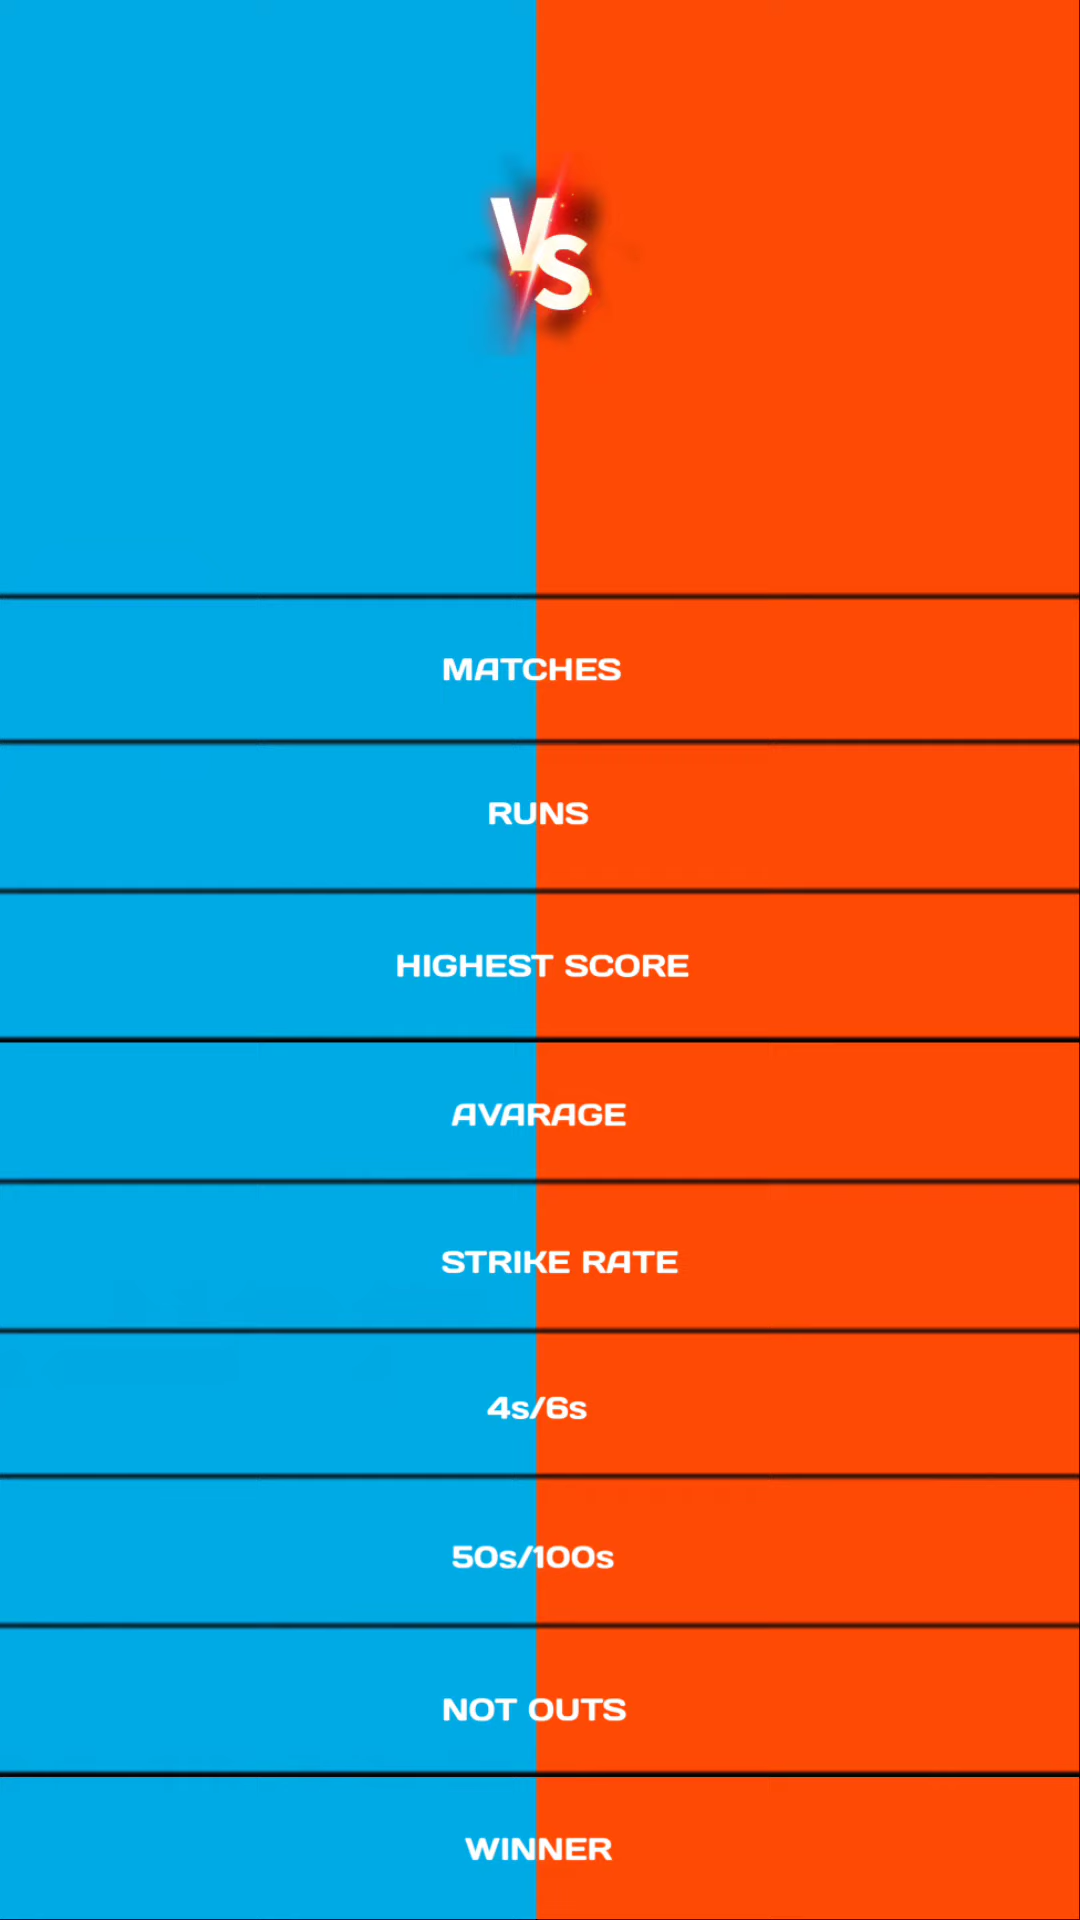 VS
MATCHES
RUNS
HIGHEST SCORE
AVARAGE
STRIKE RATE
4s/6s
50s/100s
NOT OUTS
WINNER